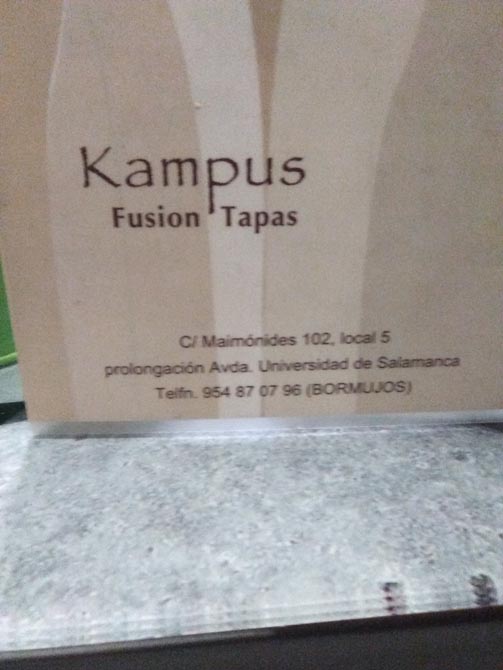 Kampus
Fusion Tapas
C/ Maimónides 102, local 5
prolongación Avda. Universidad de Salamanca
Telfn. 954 87 07 96 (BORMUJOS)